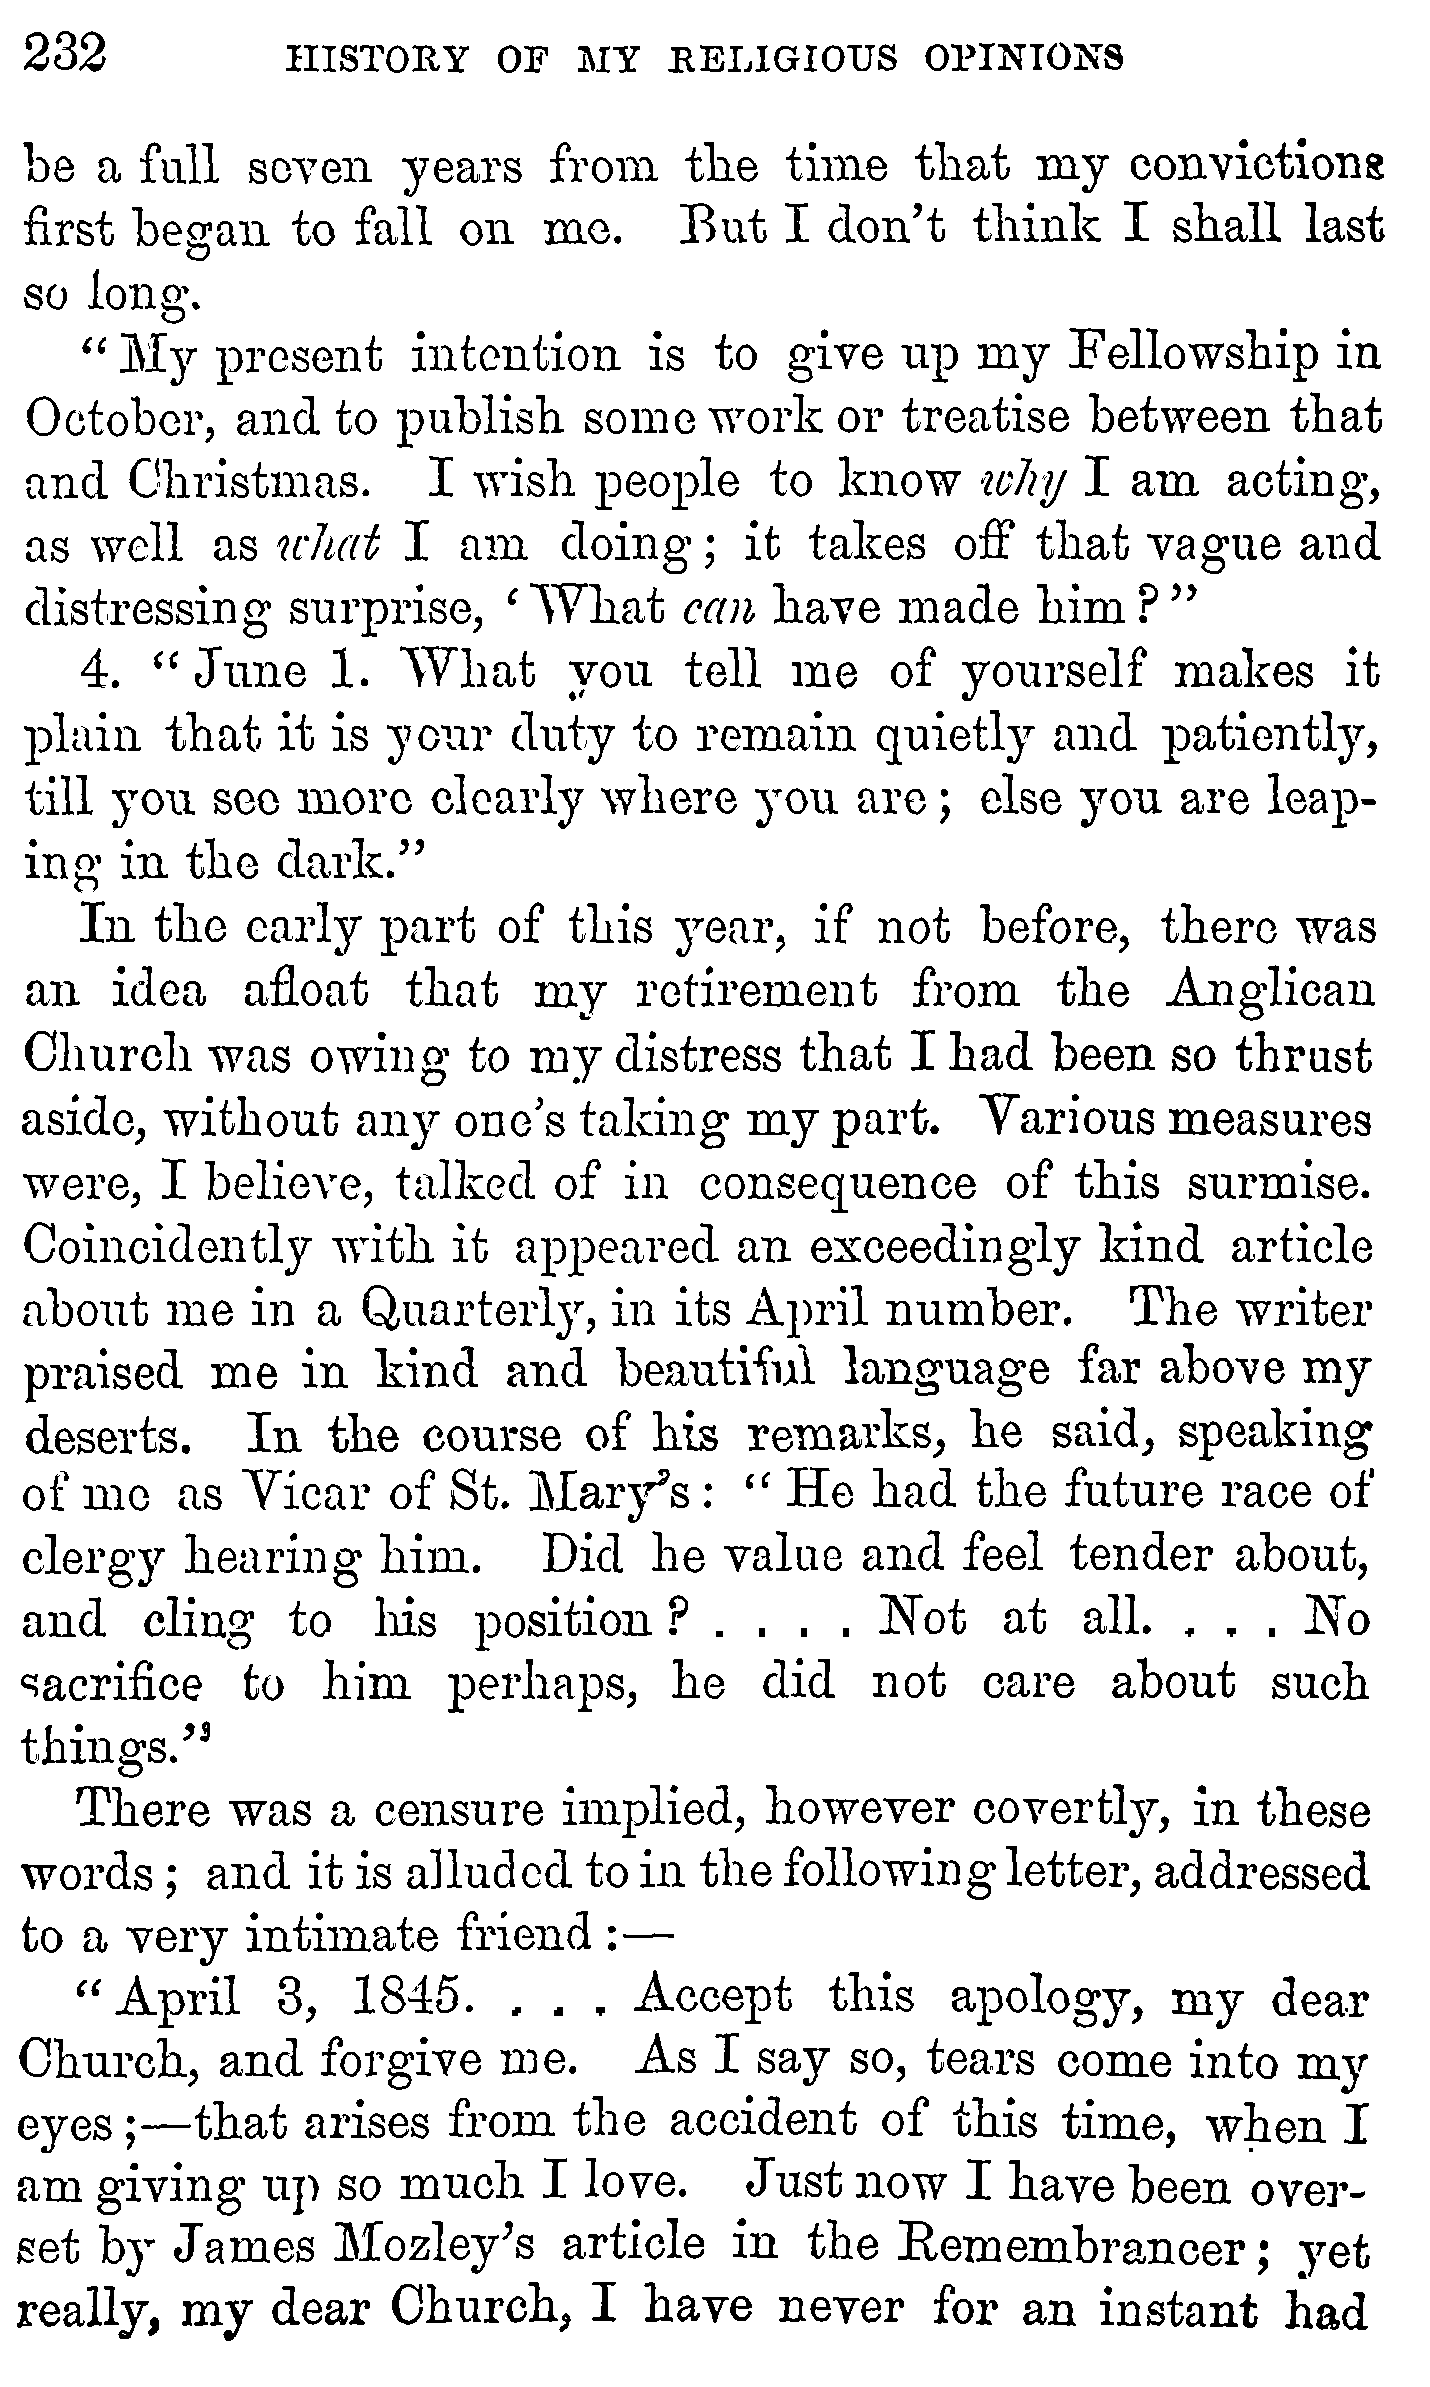 232 HISTORY OF MY RELIGIOUS OPINIONS
be a full seven years from the time that my convictions
first began to fall on me. But I don't think I shall last
so long.
“My present intention is to give up my Fellowship in
October, and to publish some work or treatise between that
and Christmas. I wish people to know why I am acting,
as well as what I am doing; it takes off that vague and
distressing surprise, ‘What can have made him?”
4. “June 1. What you tell me of yourself makes it
plain that it is your duty to remain quietly and patiently,
till you see more clearly where you are; else you are leap-
ing in the dark.”
In the early part of this year, if not before, there was
an idea afloat that my retirement from the Anglican
Church was owing to my distress that I had been so thrust
aside, without any one's taking my part. Various measures
were, I believe, talked of in consequence of this surmise.
Coincidently with it appeared an exceedingly kind article
about me in a Quarterly, in its April number. The writer
praised me in kind and beautiful language far above my
deserts. In the course of his remarks, he said, speaking
of me as Vicar of St. Mary's: “He had the future race of
clergy hearing him. Did he value and feel tender about,
and cling to his position? . . . . Not at all. . . . No
sacrifice to him perhaps, he did not care about such
things.”
There was a censure implied, however covertly, in these
words; and it is alluded to in the following letter, addressed
to a very intimate friend:—
“April 3, 1845. . . . Accept this apology, my dear
Church, and forgive me. As I say so, tears come into my
eyes;—that arises from the accident of this time, when I
am giving up so much I love. Just now I have been over-
set by James Mozley's article in the Remembrancer; yet
really, my dear Church, I have never for an instant had